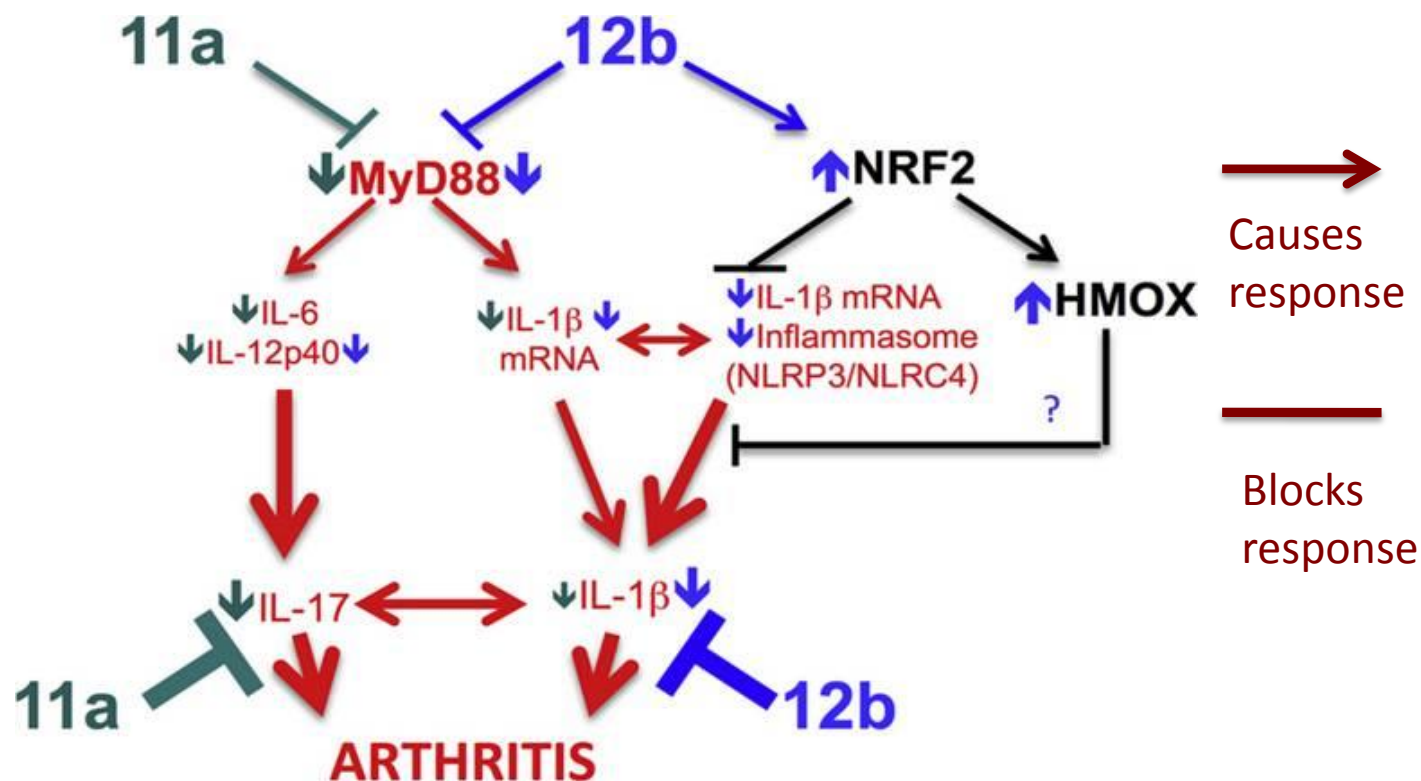 11a
12b
MyD88
NRF2
Causes
response
IL-6
IL-12p40
IL-1β
mRNA
IL-1β mRNA
Inflammasome
(NLRP3/NLRC4)
HMOX
?
Blocks
response
IL-17
IL-1β
11a
12b
ARTHRITIS